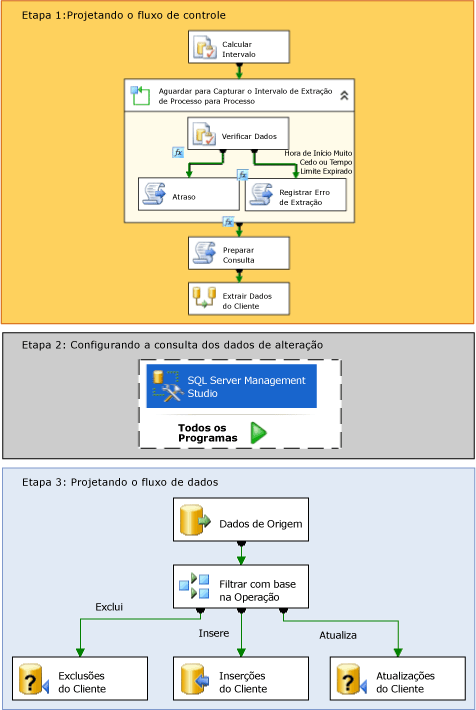 Etapa 1:Projetando o fluxo de controle
Calcular
Intervalo
Aguardar para Capturar o Intervalo de Extração
de Processo para Processo
Verificar Dados
fx
Hora de Início Muito
Cedo ou Tempo
Limite Expirado
fx
Atraso
Registrar Erro
de Extração
fx
Preparar
Consulta
Extrair Dados
do Cliente
Etapa 2: Configurando a consulta dos dados de alteração
SQL Server Management
Studio
Todos os
Programas
Etapa 3: Projetando o fluxo de dados
Dados de Origem
Filtrar com base
na Operação
Exclui
Insere
Atualiza
?
Exclusões
do Cliente
Inserções
do Cliente
?
Atualizações
do Cliente